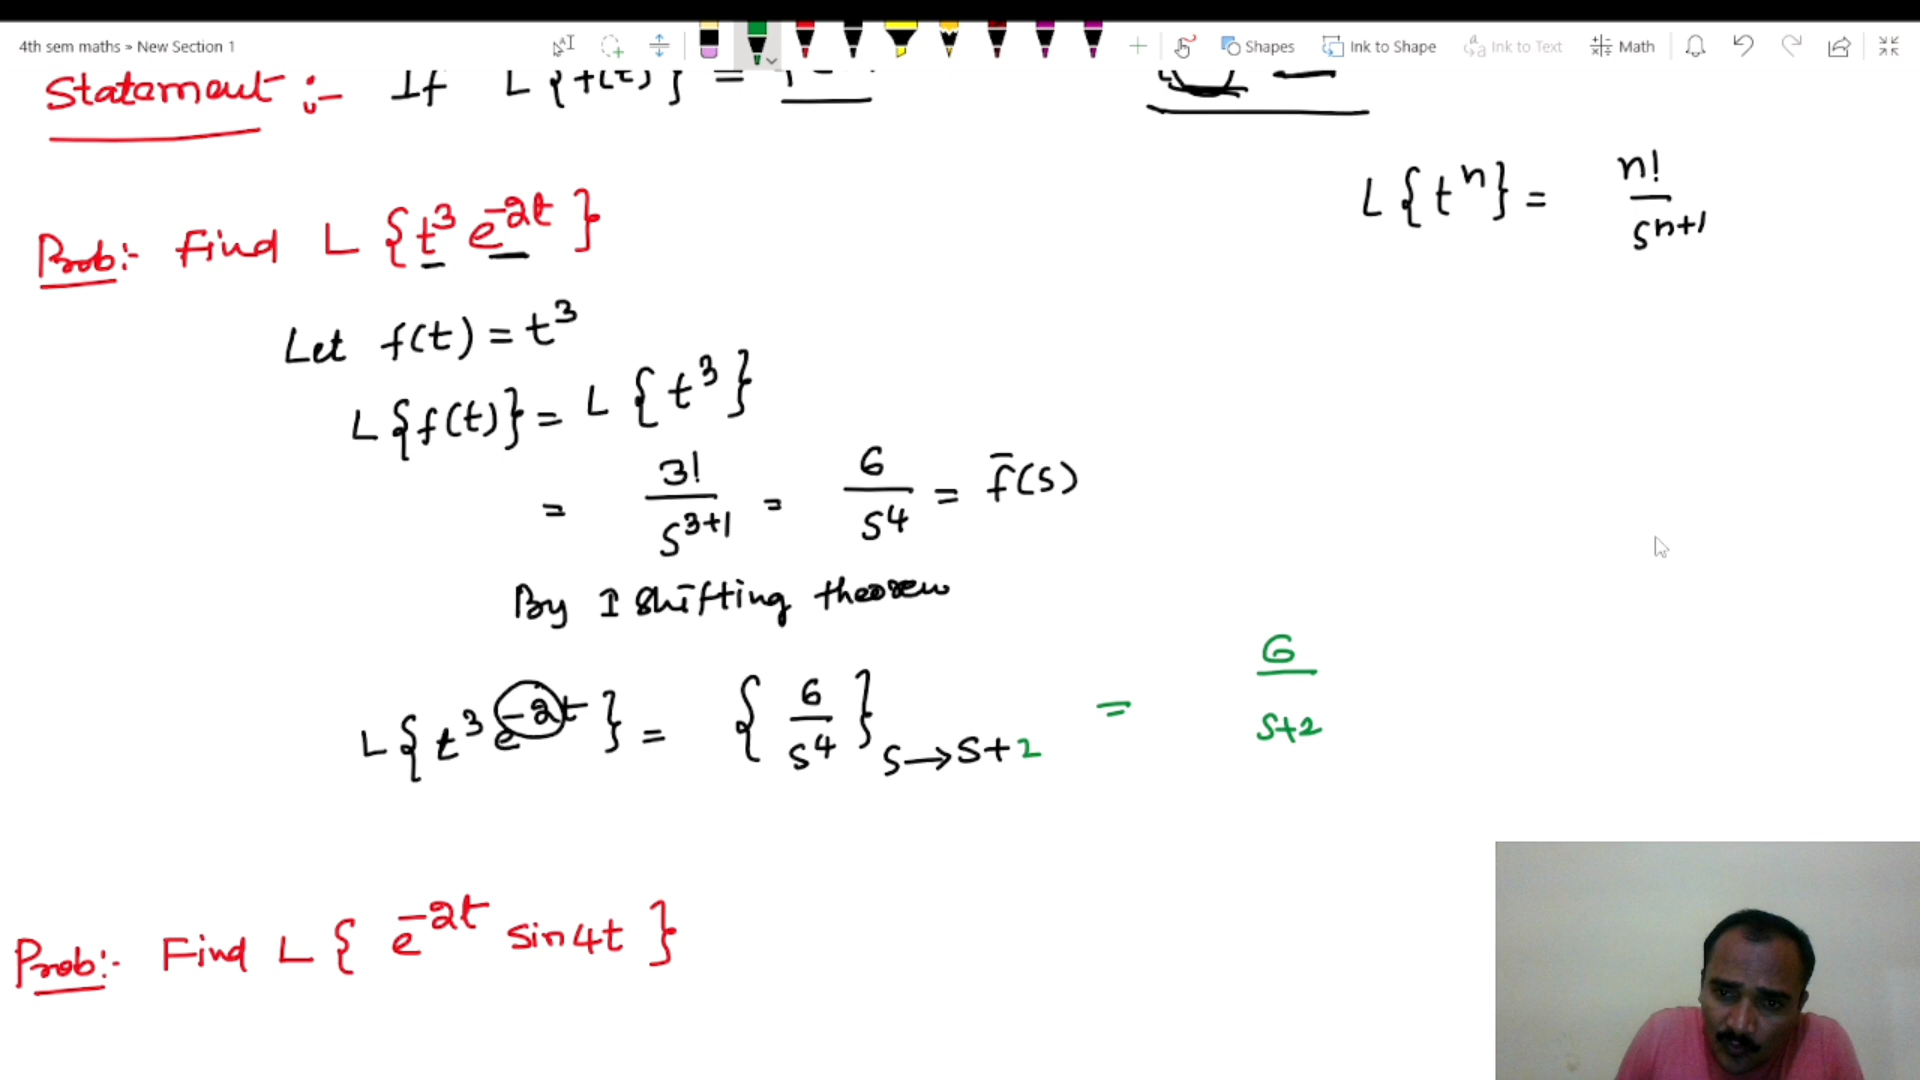 4th sem maths » New Section 1
Shapes Ink to Shape Ink to Text Math
Statement :- If L{f(t)} =
L{tⁿ} = n!/sⁿ⁺¹
Prob:- Find L{t³ e⁻²ᵗ}
Let f(t) = t³
L{f(t)} = L{t³}
= 3!/s³⁺¹ = 6/s⁴ = f̄(s)
By I shifting theorem
L{t³ e⁻²ᵗ} = {6/s⁴} s→s+2 = 6/s+2
Prob:- Find L{ e⁻²ᵗ sin4t }